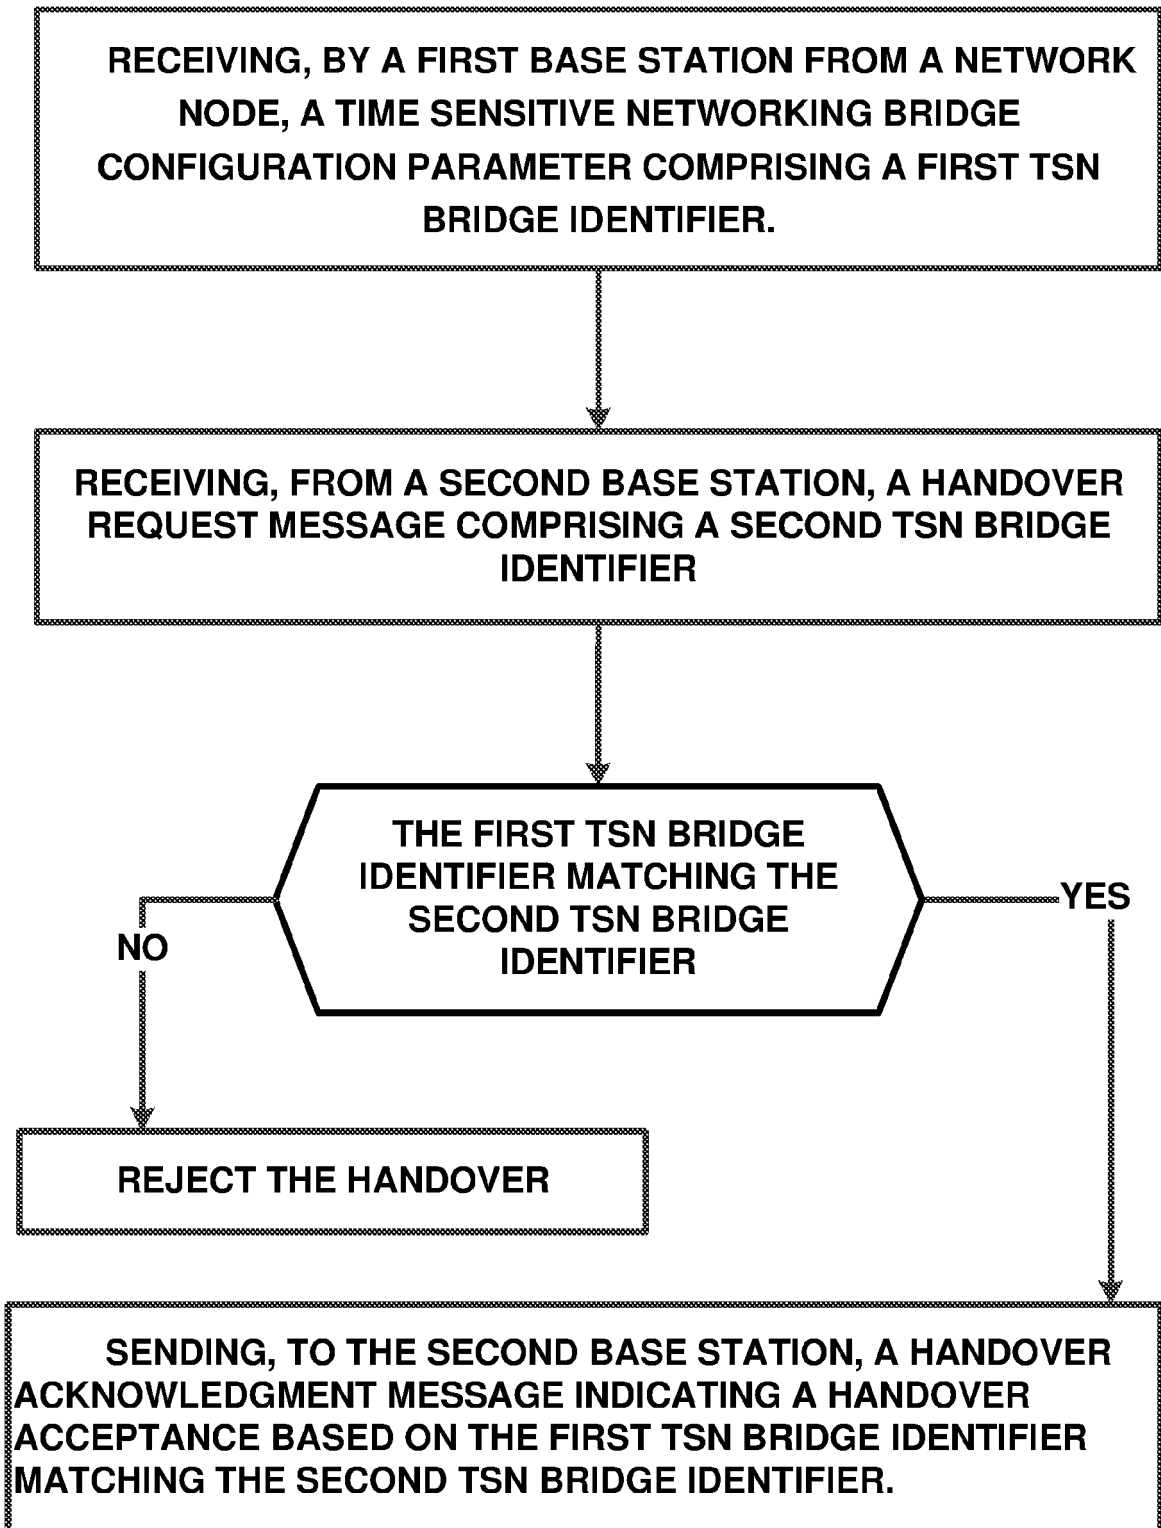 RECEIVING, BY A FIRST BASE STATION FROM A NETWORK
NODE, A TIME SENSITIVE NETWORKING BRIDGE
CONFIGURATION PARAMETER COMPRISING A FIRST TSN
BRIDGE IDENTIFIER.
RECEIVING, FROM A SECOND BASE STATION, A HANDOVER
REQUEST MESSAGE COMPRISING A SECOND TSN BRIDGE
IDENTIFIER
THE FIRST TSN BRIDGE
IDENTIFIER MATCHING THE
SECOND TSN BRIDGE
IDENTIFIER
YES
NO
REJECT THE HANDOVER
SENDING, TO THE SECOND BASE STATION, A HANDOVER
ACKNOWLEDGMENT MESSAGE INDICATING A HANDOVER
ACCEPTANCE BASED ON THE FIRST TSN BRIDGE IDENTIFIER
MATCHING THE SECOND TSN BRIDGE IDENTIFIER.